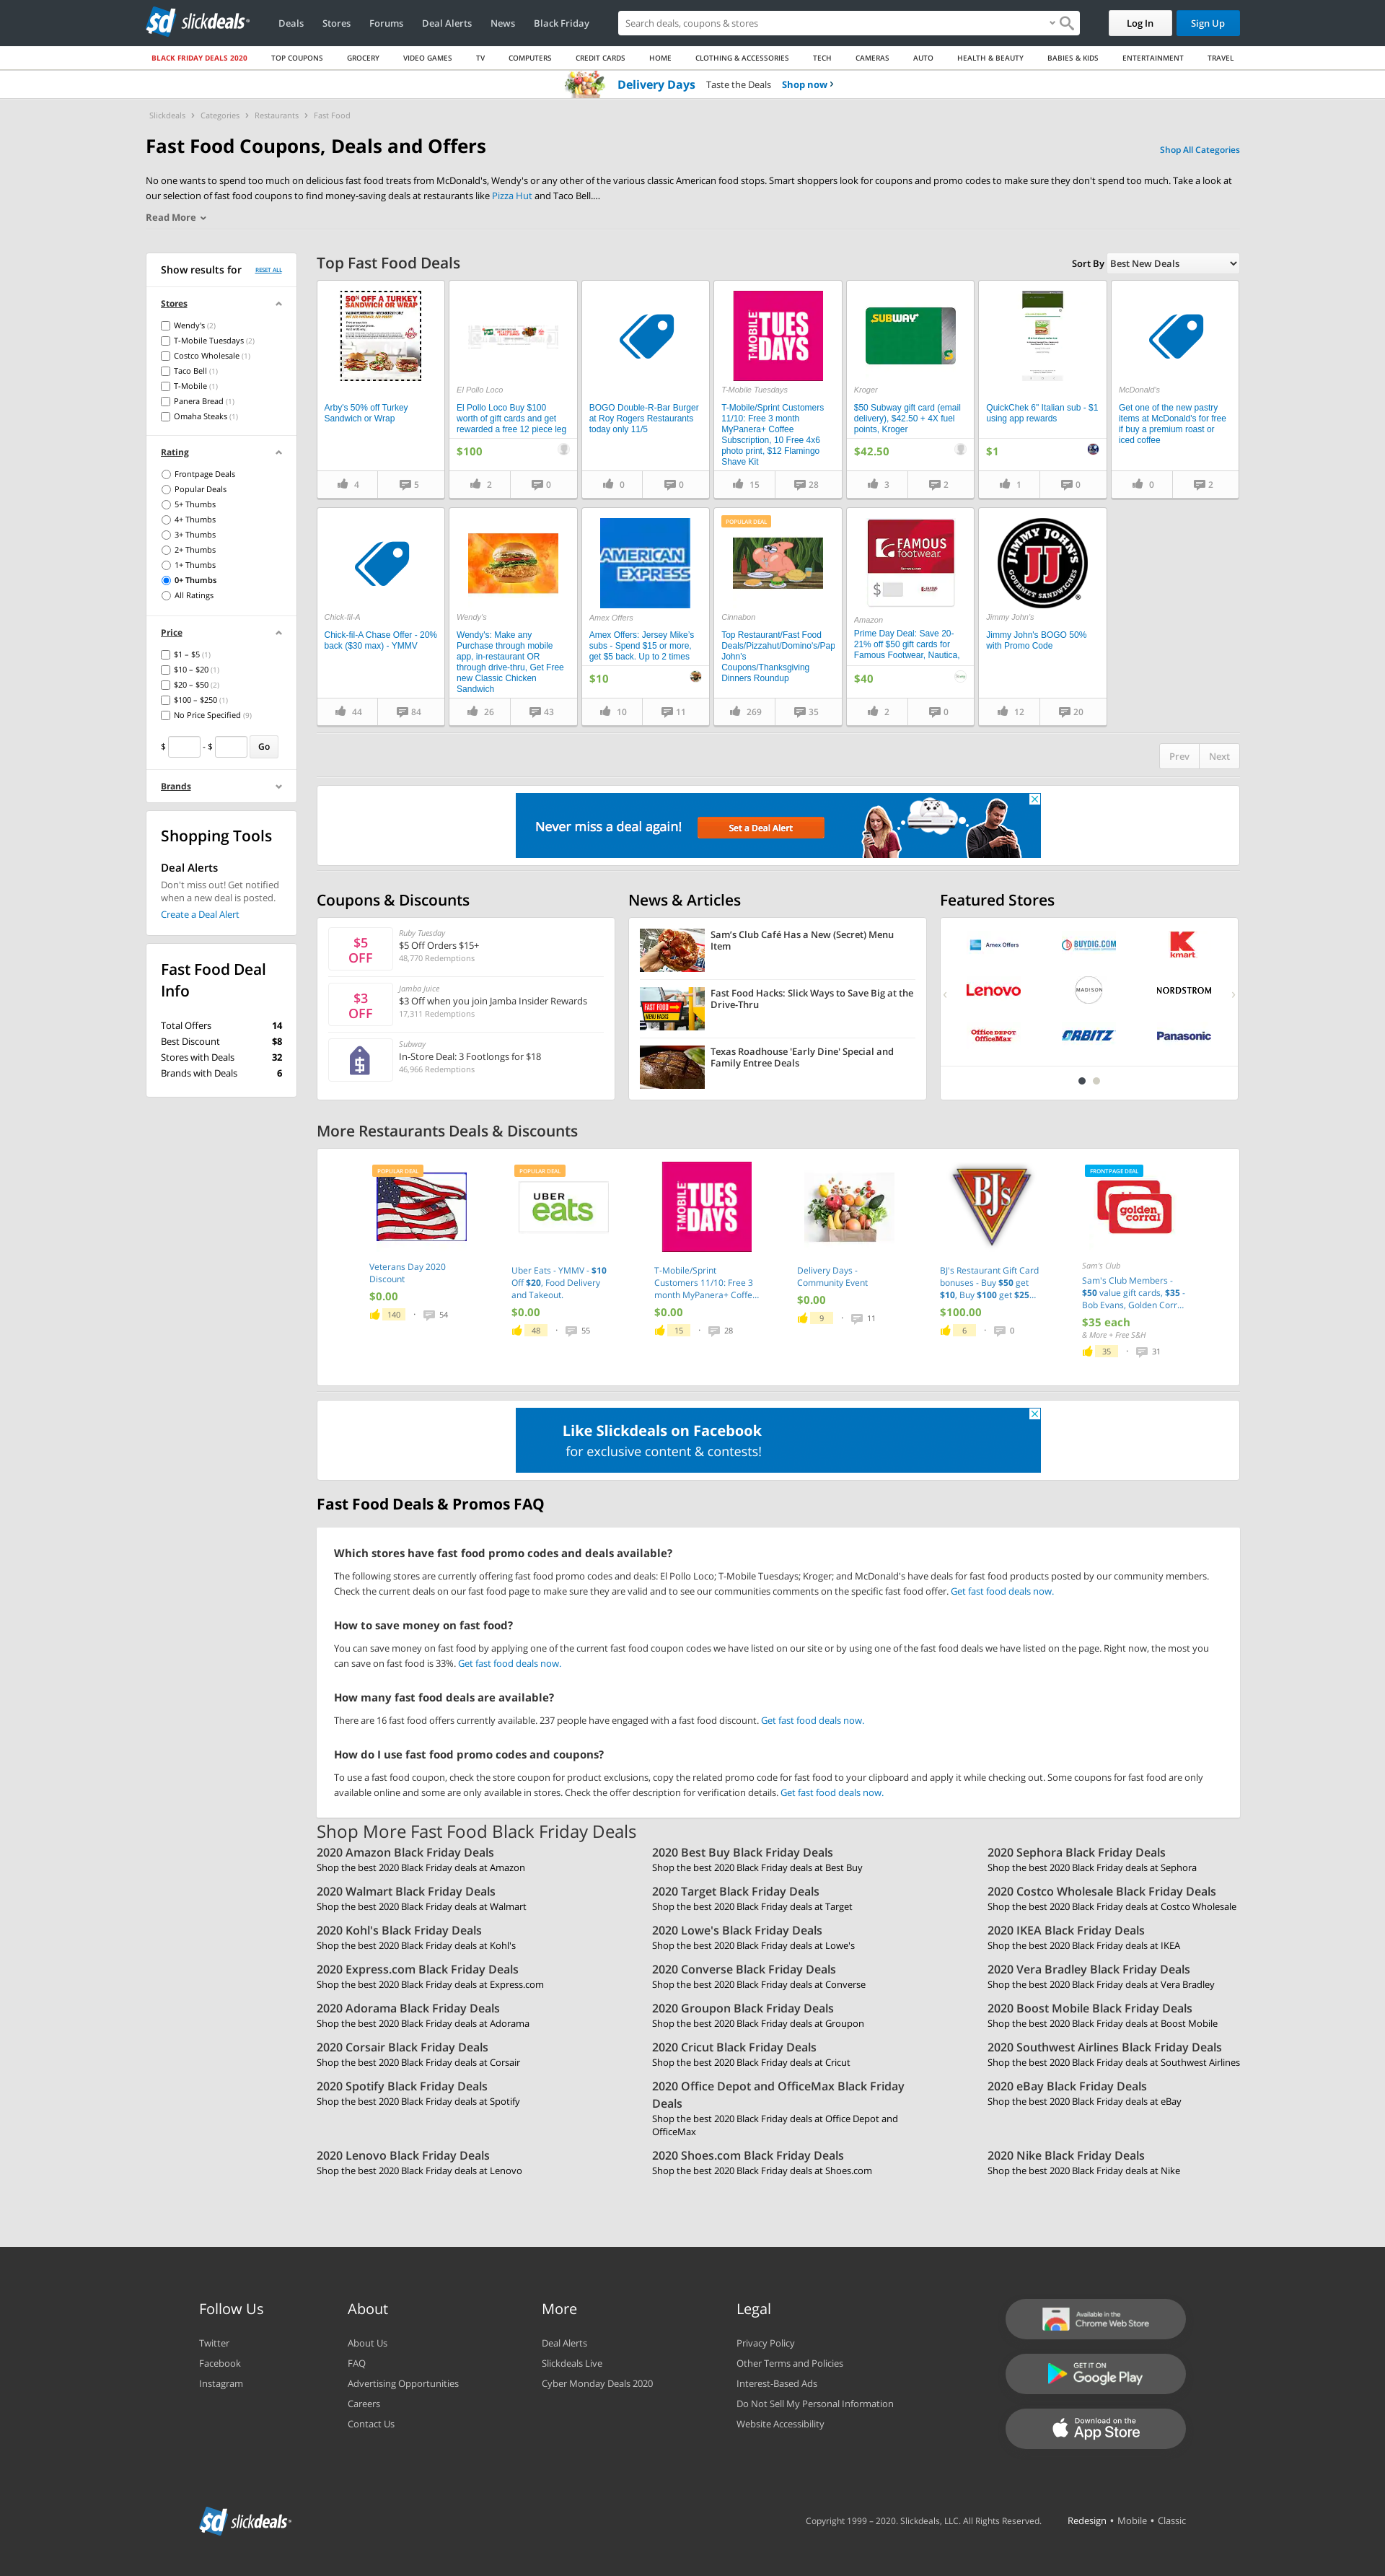 slickdeals
Deals
Stores
Forums
Deal Alerts
News
Black Friday
Search deals, coupons & stores
Log In
Sign Up
BLACK FRIDAY DEALS 2020
TOP COUPONS
GROCERY
VIDEO GAMES
TV
COMPUTERS
CREDIT CARDS
HOME
CLOTHING & ACCESSORIES
TECH
CAMERAS
AUTO
HEALTH & BEAUTY
BABIES & KIDS
ENTERTAINMENT
TRAVEL
Delivery Days Taste the Deals Shop now
Slickdeals › Categories › Restaurants › Fast Food
Fast Food Coupons, Deals and Offers
Shop All Categories
No one wants to spend too much on delicious fast food treats from McDonald's, Wendy's or any other of the various classic American food stops. Smart shoppers look for coupons and promo codes to make sure they don't spend too much. Take a look at
our selection of fast food coupons to find money-saving deals at restaurants like Pizza Hut and Taco Bell....
Read More
Show results for RESET ALL
Stores
Wendy's (2)
T-Mobile Tuesdays (2)
Costco Wholesale (1)
Taco Bell (1)
T-Mobile (1)
Panera Bread (1)
Omaha Steaks (1)
Rating
Frontpage Deals
Popular Deals
5+ Thumbs
4+ Thumbs
3+ Thumbs
2+ Thumbs
1+ Thumbs
0+ Thumbs
All Ratings
Price
$1 – $5 (1)
$10 – $20 (1)
$20 – $50 (2)
$100 – $250 (1)
No Price Specified (9)
$ - $ Go
Brands
Shopping Tools
Deal Alerts
Don't miss out! Get notified
when a new deal is posted.
Create a Deal Alert
Fast Food Deal
Info
Total Offers 14
Best Discount $8
Stores with Deals 32
Brands with Deals 6
Top Fast Food Deals
Sort By Best New Deals
50% OFF A TURKEY
SANDWICH OR WRAP
Arby's 50% off Turkey
Sandwich or Wrap
4 5
El Pollo Loco
El Pollo Loco Buy $100
worth of gift cards and get
rewarded a free 12 piece leg
$100
2 0
BOGO Double-R-Bar Burger
at Roy Rogers Restaurants
today only 11/5
0 0
T-MOBILE
TUES
DAYS
T-Mobile Tuesdays
T-Mobile/Sprint Customers
11/10: Free 3 month
MyPanera+ Coffee
Subscription, 10 Free 4x6
photo print, $12 Flamingo
Shave Kit
15 28
SUBWAY
Kroger
$50 Subway gift card (email
delivery), $42.50 + 4X fuel
points, Kroger
$42.50
3 2
QuickChek 6" Italian sub - $1
using app rewards
$1
1 0
McDonald's
Get one of the new pastry
items at McDonald's for free
if buy a premium roast or
iced coffee
0 2
Chick-fil-A
Chick-fil-A Chase Offer - 20%
back ($30 max) - YMMV
44 84
Wendy's
Wendy's: Make any
Purchase through mobile
app, in-restaurant OR
through drive-thru, Get Free
new Classic Chicken
Sandwich
26 43
AMERICAN
EXPRESS
Amex Offers
Amex Offers: Jersey Mike's
subs - Spend $15 or more,
get $5 back. Up to 2 times
$10
10 11
POPULAR DEAL
Cinnabon
Top Restaurant/Fast Food
Deals/Pizzahut/Domino's/Pap
John's
Coupons/Thanksgiving
Dinners Roundup
269 35
FAMOUS
footwear
$
Amazon
Prime Day Deal: Save 20-
21% off $50 gift cards for
Famous Footwear, Nautica,
$40
2 0
JIMMY JOHN'S
JJ
GOURMET SANDWICHES
Jimmy John's
Jimmy John's BOGO 50%
with Promo Code
12 20
Prev Next
Never miss a deal again! Set a Deal Alert
Coupons & Discounts
$5
OFF
Ruby Tuesday
$5 Off Orders $15+
48,770 Redemptions
$3
OFF
Jamba Juice
$3 Off when you join Jamba Insider Rewards
17,311 Redemptions
Subway
In-Store Deal: 3 Footlongs for $18
46,966 Redemptions
News & Articles
Sam's Club Café Has a New (Secret) Menu
Item
FAST FOOD
MENU HACKS
Fast Food Hacks: Slick Ways to Save Big at the
Drive-Thru
Texas Roadhouse 'Early Dine' Special and
Family Entree Deals
Featured Stores
Amex Offers
BUYDIG.COM
kmart
Lenovo
MADISON
NORDSTROM
Office DEPOT
OfficeMax
ORBITZ
Panasonic
More Restaurants Deals & Discounts
POPULAR DEAL
Veterans Day 2020
Discount
$0.00
140 · 54
POPULAR DEAL
UBER
eats
Uber Eats - YMMV - $10
Off $20, Food Delivery
and Takeout.
$0.00
48 · 55
T-MOBILE
TUES
DAYS
T-Mobile/Sprint
Customers 11/10: Free 3
month MyPanera+ Coffe...
$0.00
15 · 28
Delivery Days -
Community Event
$0.00
9 · 11
BJ's
BJ's Restaurant Gift Card
bonuses - Buy $50 get
$10, Buy $100 get $25...
$100.00
6 · 0
FRONTPAGE DEAL
golden
corral
Sam's Club
Sam's Club Members -
$50 value gift cards, $35 -
Bob Evans, Golden Corr...
$35 each
& More + Free S&H
35 · 31
Like Slickdeals on Facebook
for exclusive content & contests!
Fast Food Deals & Promos FAQ
Which stores have fast food promo codes and deals available?
The following stores are currently offering fast food promo codes and deals: El Pollo Loco; T-Mobile Tuesdays; Kroger; and McDonald's have deals for fast food products posted by our community members.
Check the current deals on our fast food page to make sure they are valid and to see our communities comments on the specific fast food offer. Get fast food deals now.
How to save money on fast food?
You can save money on fast food by applying one of the current fast food coupon codes we have listed on our site or by using one of the fast food deals we have listed on the page. Right now, the most you
can save on fast food is 33%. Get fast food deals now.
How many fast food deals are available?
There are 16 fast food offers currently available. 237 people have engaged with a fast food discount. Get fast food deals now.
How do I use fast food promo codes and coupons?
To use a fast food coupon, check the store coupon for product exclusions, copy the related promo code for fast food to your clipboard and apply it while checking out. Some coupons for fast food are only
available online and some are only available in stores. Check the offer description for verification details. Get fast food deals now.
Shop More Fast Food Black Friday Deals
2020 Amazon Black Friday Deals
Shop the best 2020 Black Friday deals at Amazon
2020 Best Buy Black Friday Deals
Shop the best 2020 Black Friday deals at Best Buy
2020 Sephora Black Friday Deals
Shop the best 2020 Black Friday deals at Sephora
2020 Walmart Black Friday Deals
Shop the best 2020 Black Friday deals at Walmart
2020 Target Black Friday Deals
Shop the best 2020 Black Friday deals at Target
2020 Costco Wholesale Black Friday Deals
Shop the best 2020 Black Friday deals at Costco Wholesale
2020 Kohl's Black Friday Deals
Shop the best 2020 Black Friday deals at Kohl's
2020 Lowe's Black Friday Deals
Shop the best 2020 Black Friday deals at Lowe's
2020 IKEA Black Friday Deals
Shop the best 2020 Black Friday deals at IKEA
2020 Express.com Black Friday Deals
Shop the best 2020 Black Friday deals at Express.com
2020 Converse Black Friday Deals
Shop the best 2020 Black Friday deals at Converse
2020 Vera Bradley Black Friday Deals
Shop the best 2020 Black Friday deals at Vera Bradley
2020 Adorama Black Friday Deals
Shop the best 2020 Black Friday deals at Adorama
2020 Groupon Black Friday Deals
Shop the best 2020 Black Friday deals at Groupon
2020 Boost Mobile Black Friday Deals
Shop the best 2020 Black Friday deals at Boost Mobile
2020 Corsair Black Friday Deals
Shop the best 2020 Black Friday deals at Corsair
2020 Cricut Black Friday Deals
Shop the best 2020 Black Friday deals at Cricut
2020 Southwest Airlines Black Friday Deals
Shop the best 2020 Black Friday deals at Southwest Airlines
2020 Spotify Black Friday Deals
Shop the best 2020 Black Friday deals at Spotify
2020 Office Depot and OfficeMax Black Friday
Deals
Shop the best 2020 Black Friday deals at Office Depot and
OfficeMax
2020 eBay Black Friday Deals
Shop the best 2020 Black Friday deals at eBay
2020 Lenovo Black Friday Deals
Shop the best 2020 Black Friday deals at Lenovo
2020 Shoes.com Black Friday Deals
Shop the best 2020 Black Friday deals at Shoes.com
2020 Nike Black Friday Deals
Shop the best 2020 Black Friday deals at Nike
Follow Us
Twitter
Facebook
Instagram
About
About Us
FAQ
Advertising Opportunities
Careers
Contact Us
More
Deal Alerts
Slickdeals Live
Cyber Monday Deals 2020
Legal
Privacy Policy
Other Terms and Policies
Interest-Based Ads
Do Not Sell My Personal Information
Website Accessibility
Available in the
Chrome Web Store
GET IT ON
Google Play
Download on the
App Store
slickdeals
Copyright 1999 – 2020. Slickdeals, LLC. All Rights Reserved.
Redesign • Mobile • Classic